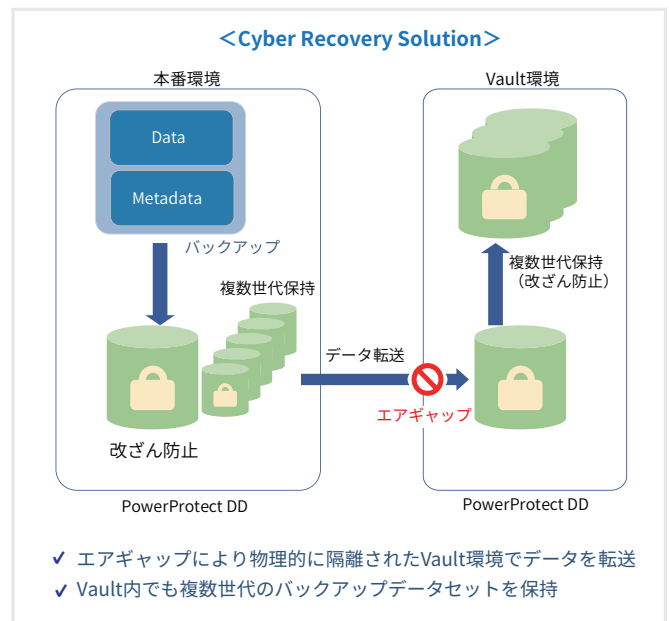 ＜Cyber Recovery Solution＞
本番環境
Vault環境
Data
Metadata
バックアップ
複数世代保持
改ざん防止
データ転送
エアギャップ
複数世代保持
（改ざん防止）
PowerProtect DD
PowerProtect DD
✓ エアギャップにより物理的に隔離されたVault環境でデータを転送
✓ Vault内でも複数世代のバックアップデータセットを保持